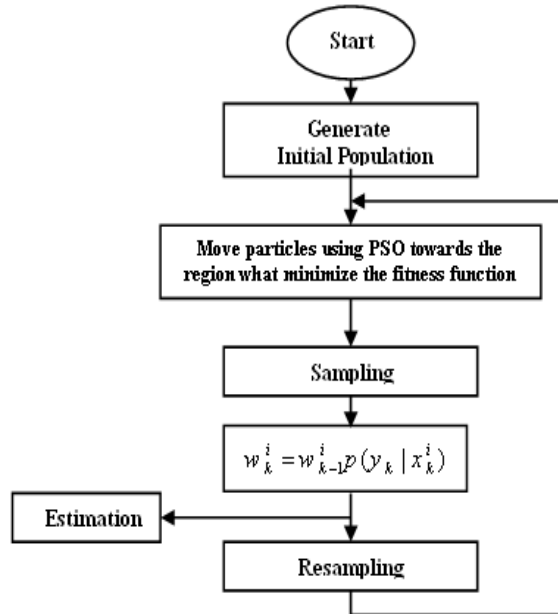 Start
Generate
Initial Population
Move particles using PSO towards the
region what minimize the fitness function
Sampling
w_k^i = w_{k-1}^i p(y_k | x_k^i)
Estimation
Resampling